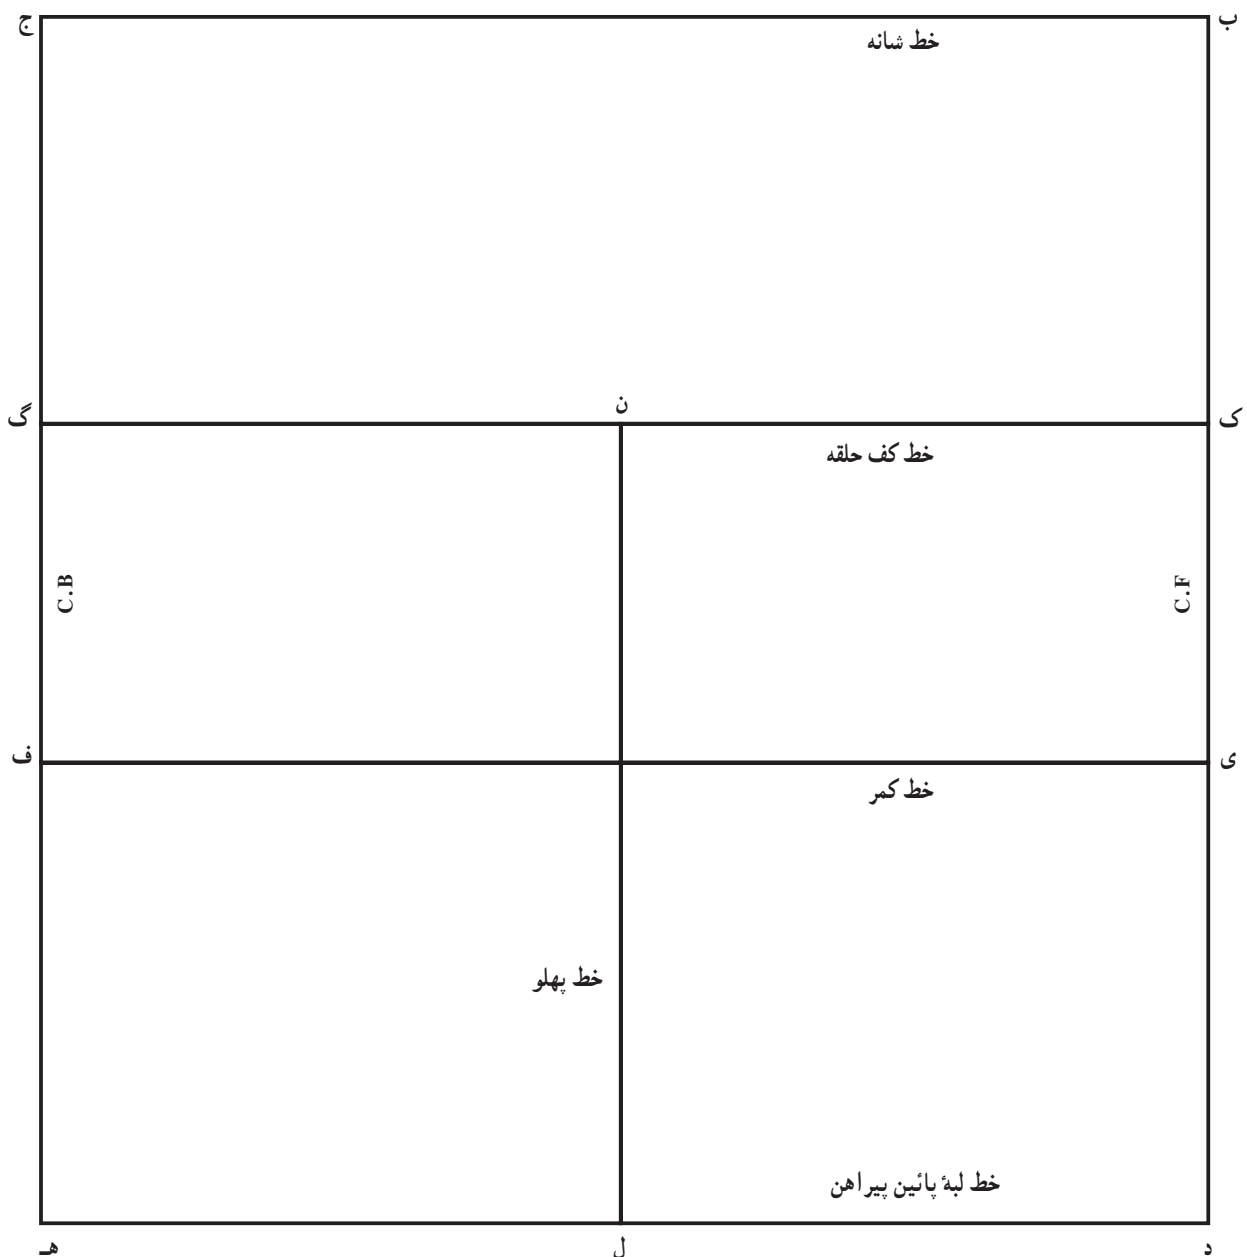 ب
ج
خط شانه
ن
ک
گ
خط کف حلقه
C.F
C.B
ی
ف
خط کمر
خط پهلو
خط لبهٔ پائین پیراهن
د
ل
هـ